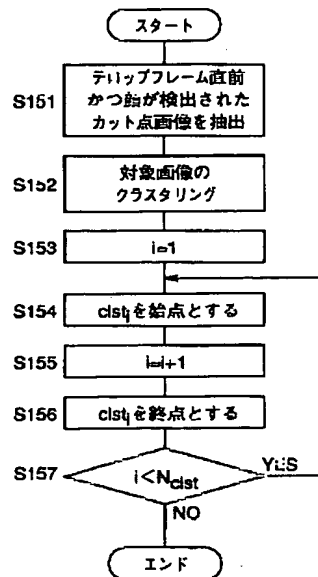 スタート
S151
テロップフレーム直前
かつ顔が検出された
カット点画像を抽出
S152
対象画像の
クラスタリング
S153
i=1
S154
clstiを始点とする
S155
i=i+1
S156
clstiを終点とする
S157
i<Nclst
YES
NO
エンド